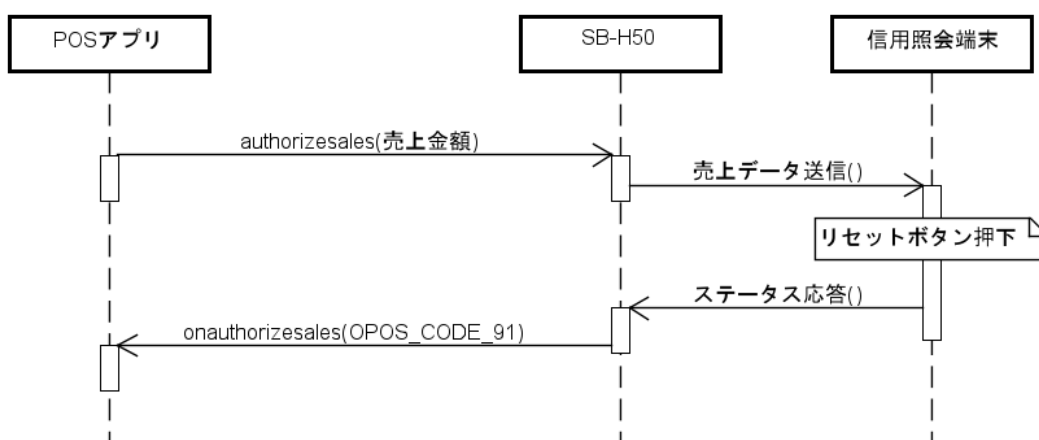 POSアプリ
SB-H50
信用照会端末
authorizesales(売上金額)
売上データ送信()
リセットボタン押下
ステータス応答()
onauthorizesales(OPOS_CODE_91)